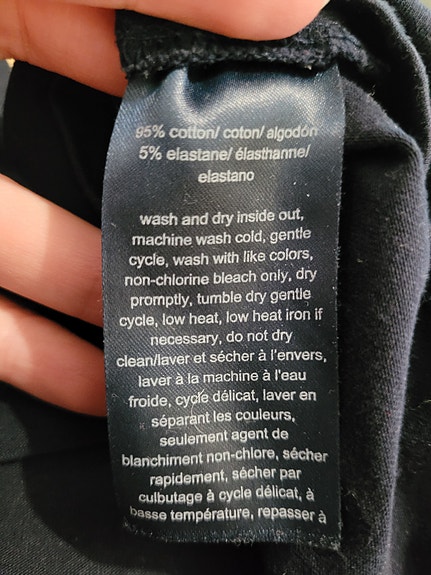 95% cotton/ coton/ algodón
5% elastane/ élasthanne/
elastano
wash and dry inside out,
machine wash cold, gentle
cycle, wash with like colors,
non-chlorine bleach only, dry
promptly, tumble dry gentle
cycle, low heat, low heat iron if
necessary, do not dry
clean/laver et sécher à l'envers,
laver à la machine à l'eau
froide, cycle délicat, laver en
séparant les couleurs,
seulement agent de
blanchiment non-chlore, sécher
rapidement, sécher par
culbutage à cycle délicat, à
basse température, repasser à